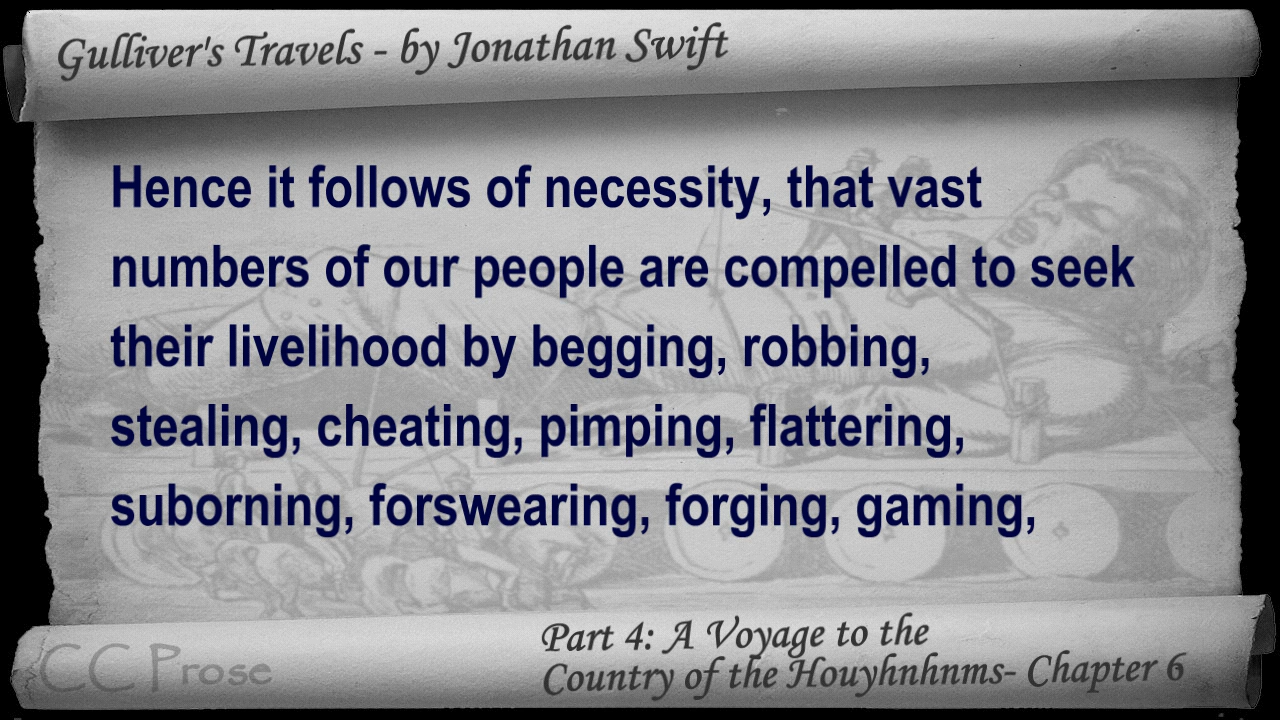 Gulliver's Travels - by Jonathan Swift
Hence it follows of necessity, that vast
numbers of our people are compelled to seek
their livelihood by begging, robbing,
stealing, cheating, pimping, flattering,
suborning, forswearing, forging, gaming,
Part 4: A Voyage to the
Country of the Houyhnhnms- Chapter 6
CC Prose